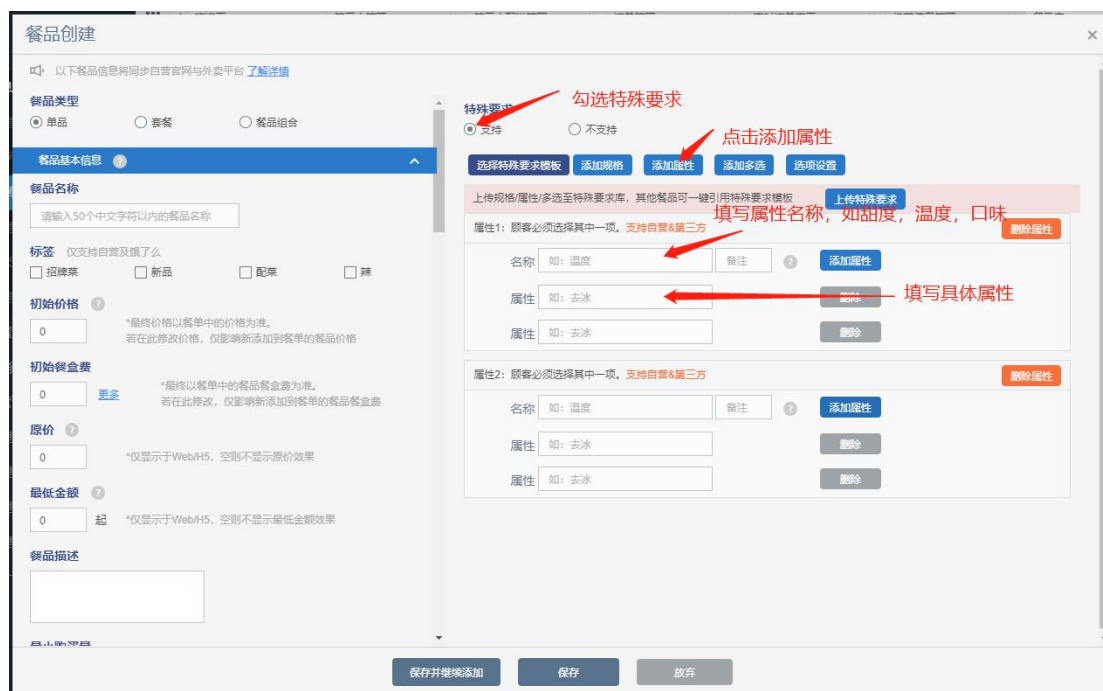 餐品创建
×
以下餐品信息将同步自营官网与外卖平台 了解详情
餐品类型
单品 套餐 餐品组合
餐品基本信息 ?
餐品名称
请输入50个中文字符以内的餐品名称
标签 仅支持自营及饿了么
招牌菜 新品 配菜 辣
初始价格 ?
0
*最终价格以餐单中的价格为准。
若在此修改价格，仅影响新添加到餐单的餐品价格
初始餐盒费
0 更多
*最终以餐单中的餐品餐盒费为准。
若在此修改，仅影响新添加到餐单的餐品餐盒费
原价 ?
0 *仅显示于Web/H5，空则不显示原价效果
最低金额 ?
0 起 *仅显示于Web/H5，空则不显示最低金额效果
餐品描述
特殊要求
勾选特殊要求
支持 不支持
点击添加属性
选择特殊要求模板 添加规格 添加属性 添加多选 选项设置
上传规格/属性/多选至特殊要求库，其他餐品可一键引用特殊要求模板 上传特殊要求
填写属性名称，如甜度，温度，口味
属性1：顾客必须选择其中一项。支持自营&第三方 删除属性
名称 如：温度 备注 ? 添加属性
属性 如：去冰 删除
填写具体属性
属性 如：去冰 删除
属性2：顾客必须选择其中一项。支持自营&第三方 删除属性
名称 如：温度 备注 ? 添加属性
属性 如：去冰 删除
属性 如：去冰 删除
保存并继续添加 保存 放弃